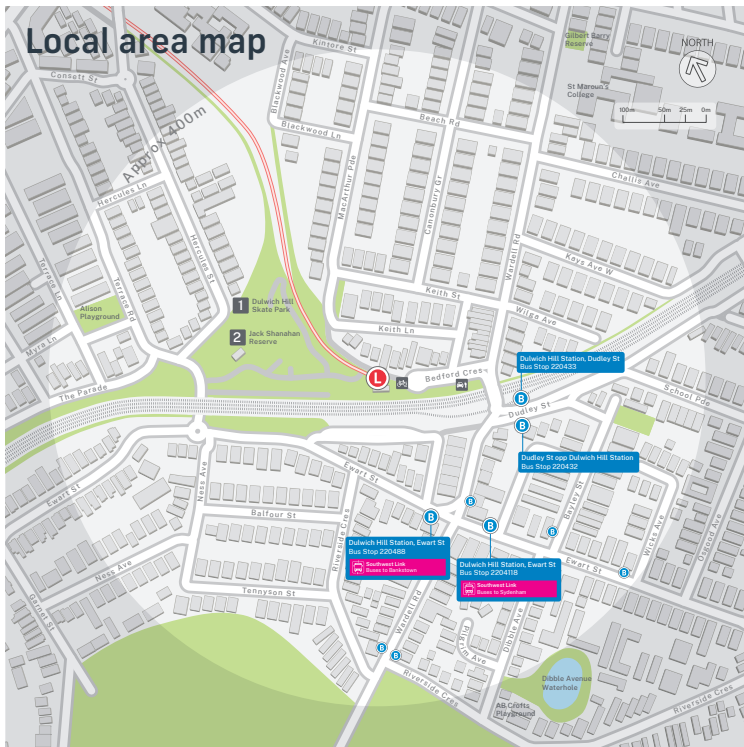 Local area map
Kintore St
Gilbert Barry
Reserve
NORTH
Consett St
Blackwood Ave
St Maroun's
College
100m 50m 25m 0m
Approx 400m
Blackwood Ln
Beach Rd
MacArthur Pde
Canonbury Gr
Challis Ave
Hercules Ln
Hercules St
Wardell Rd
Kays Ave W
Terrace Ln
Terrace Rd
Alison
Playground
1
Dulwich Hill
Skate Park
Keith St
Wilga Ave
2
Jack Shanahan
Reserve
Keith Ln
Myra Ln
Dulwich Hill Station, Dudley St
Bus Stop 220433
L
Bedford Cres
The Parade
B
School Pde
Dudley St
B
Dudley St opp Dulwich Hill Station
Bus Stop 220432
Ewart St
Ewart St
Ness Ave
Bayley St
Wicks Ave
Osgood Ave
B
Balfour St
Riverside Cres
B
B
B
Dulwich Hill Station, Ewart St
Bus Stop 220488
Southwest Link
Buses to Bankstown
Dulwich Hill Station, Ewart St
Bus Stop 2204118
Southwest Link
Buses to Sydenham
Ewart St
B
Ness Ave
Garnet St
Tennyson St
Wardell Rd
Dibble Ave
Pilgrim Ave
B
B
Riverside Cres
Dibble Avenue
Waterhole
AB Crofts
Playground
Riverside Cres